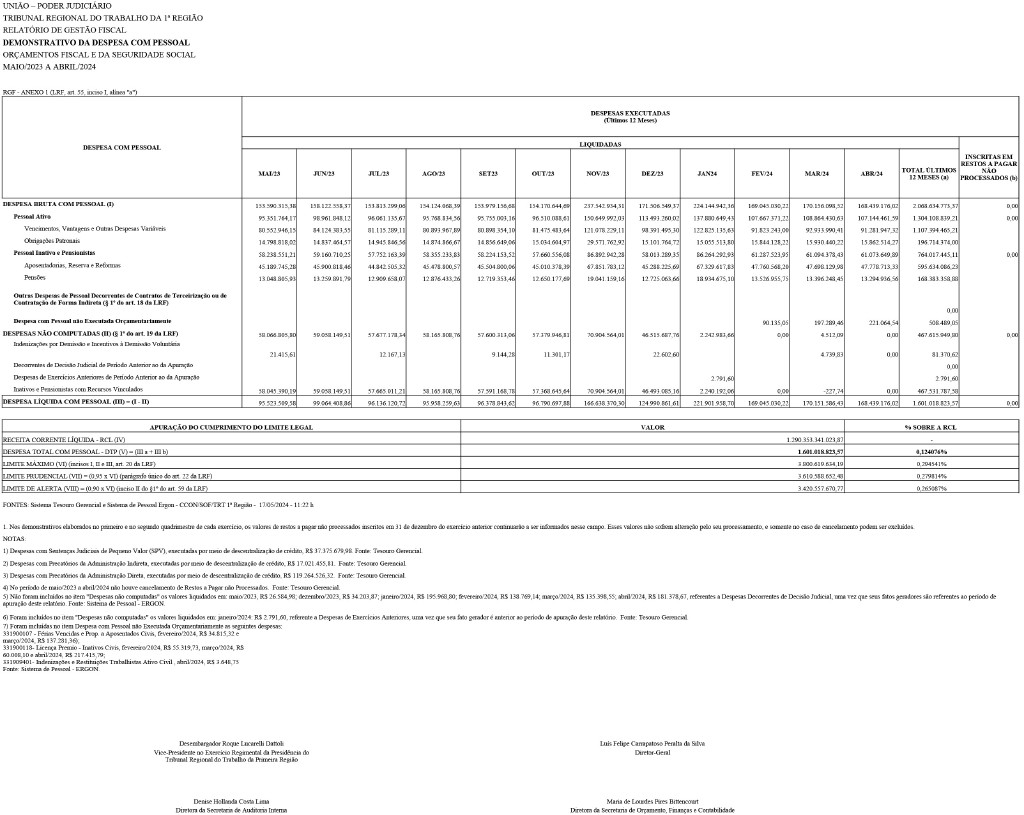 UNIÃO – PODER JUDICIÁRIO
TRIBUNAL REGIONAL DO TRABALHO DA 1ª REGIÃO
RELATÓRIO DE GESTÃO FISCAL
DEMONSTRATIVO DA DESPESA COM PESSOAL
ORÇAMENTOS FISCAL E DA SEGURIDADE SOCIAL
MAIO/2023 A ABRIL/2024
RGF - ANEXO 1 (LRF, art. 55, inciso I, alínea "a")
DESPESA COM PESSOAL
DESPESAS EXECUTADAS
(Últimos 12 Meses)
LIQUIDADAS
MAI/23 JUN/23 JUL/23 AGO/23 SET23 OUT/23 NOV/23 DEZ/23 JAN24 FEV/24 MAR/24 ABR/24 TOTAL ÚLTIMOS 12 MESES (a) INSCRITAS EM RESTOS A PAGAR NÃO PROCESSADOS (b)
DESPESA BRUTA COM PESSOAL (I) 153.590.315,38 158.122.558,37 153.813.299,06 154.124.068,39 153.979.156,68 154.170.644,69 237.542.934,31 171.506.549,37 224.144.942,36 169.045.030,22 170.156.098,52 168.439.176,02 2.068.634.773,37 0,00
Pessoal Ativo 95.351.764,17 98.961.848,12 96.061.135,67 95.768.834,56 95.755.003,16 96.510.088,61 150.649.992,03 113.493.260,02 137.880.649,43 107.667.371,22 108.864.430,63 107.144.461,59 1.304.108.839,21 0,00
Vencimentos, Vantagens e Outras Despesas Variáveis 80.552.946,15 84.124.383,55 81.115.289,11 80.893.967,89 80.898.354,10 81.475.483,64 121.078.229,11 98.391.495,30 122.825.135,63 91.823.243,00 92.933.990,41 91.281.947,32 1.107.394.465,21
Obrigações Patronais 14.798.818,02 14.837.464,57 14.945.846,56 14.874.866,67 14.856.649,06 15.034.604,97 29.571.762,92 15.101.764,72 15.055.513,80 15.844.128,22 15.930.440,22 15.862.514,27 196.714.374,00
Pessoal Inativo e Pensionistas 58.238.551,21 59.160.710,25 57.752.163,39 58.355.233,83 58.224.153,52 57.660.556,08 86.892.942,28 58.013.289,35 86.264.292,93 61.287.523,95 61.094.378,43 61.073.649,89 764.017.445,11 0,00
Aposentadorias, Reserva e Reformas 45.189.745,28 45.900.818,46 44.842.505,32 45.478.800,57 45.504.800,06 45.010.378,39 67.851.783,12 45.288.225,69 67.329.617,83 47.760.568,20 47.698.129,98 47.778.713,33 595.634.086,23
Pensões 13.048.805,93 13.259.891,79 12.909.658,07 12.876.433,26 12.719.353,46 12.650.177,69 19.041.159,16 12.725.063,66 18.934.675,10 13.526.955,75 13.396.248,45 13.294.936,56 168.383.358,88
Outras Despesas de Pessoal Decorrentes de Contratos de Terceirização ou de
Contratação de Forma Indireta (§ 1º do art. 18 da LRF)
0,00
Despesa com Pessoal não Executada Orçamentariamente 90.135,05 197.289,46 221.064,54 508.489,05
DESPESAS NÃO COMPUTADAS (II) (§ 1º do art. 19 da LRF) 58.066.805,80 59.058.149,51 57.677.178,34 58.165.808,76 57.600.313,06 57.379.946,81 70.904.564,01 46.515.687,76 2.242.983,66 0,00 4.512,09 0,00 467.615.949,80 0,00
Indenizações por Demissão e Incentivos à Demissão Voluntária
21.415,61 12.167,13 9.144,28 11.301,17 22.602,60 4.739,83 0,00 81.370,62
Decorrentes de Decisão Judicial de Período Anterior ao da Apuração 0,00
Despesas de Exercícios Anteriores de Período Anterior ao da Apuração 2.791,60 2.791,60
Inativos e Pensionistas com Recursos Vinculados 58.045.390,19 59.058.149,51 57.665.011,21 58.165.808,76 57.591.168,78 57.368.645,64 70.904.564,01 46.493.085,16 2.240.192,06 0,00 -227,74 0,00 467.531.787,58
DESPESA LÍQUIDA COM PESSOAL (III) = (I - II) 95.523.509,58 99.064.408,86 96.136.120,72 95.958.259,63 96.378.843,62 96.790.697,88 166.638.370,30 124.990.861,61 221.901.958,70 169.045.030,22 170.151.586,43 168.439.176,02 1.601.018.823,57 0,00
APURAÇÃO DO CUMPRIMENTO DO LIMITE LEGAL VALOR % SOBRE A RCL
RECEITA CORRENTE LÍQUIDA - RCL (IV) 1.290.353.341.023,87 -
DESPESA TOTAL COM PESSOAL - DTP (V) = (III a + III b) 1.601.018.823,57 0,124076%
LIMITE MÁXIMO (VI) (incisos I, II e III, art. 20 da LRF) 3.800.619.634,19 0,294541%
LIMITE PRUDENCIAL (VII) = (0,95 x VI) (parágrafo único do art. 22 da LRF) 3.610.588.652,48 0,279814%
LIMITE DE ALERTA (VIII) = (0,90 x VI) (inciso II do §1º do art. 59 da LRF) 3.420.557.670,77 0,265087%
FONTES: Sistema Tesouro Gerencial e Sistema de Pessoal Ergon - CCON/SOF/TRT 1ª Região - 17/05/2024 - 11:22 h
1. Nos demonstrativos elaborados no primeiro e no segundo quadrimestre de cada exercício, os valores de restos a pagar não processados inscritos em 31 de dezembro do exercício anterior continuarão a ser informados nesse campo. Esses valores não sofrem alteração pelo seu processamento, e somente no caso de cancelamento podem ser excluídos.
NOTAS:
1) Despesas com Sentenças Judiciais de Pequeno Valor (SPV), executadas por meio de descentralização de crédito, R$ 37.375.679,98. Fonte: Tesouro Gerencial.
2) Despesas com Precatórios da Administração Indireta, executadas por meio de descentralização de crédito, R$ 17.021.455,81. Fonte: Tesouro Gerencial.
3) Despesas com Precatórios da Administração Direta, executadas por meio de descentralização de crédito, R$ 119.264.526,32. Fonte: Tesouro Gerencial.
4) No período de maio/2023 a abril/2024 não houve cancelamento de Restos a Pagar não Processados. Fonte: Tesouro Gerencial.
5) Não foram incluídos no item "Despesas não computadas" os valores liquidados em: maio/2023, R$ 26.584,98; dezembro/2023, R$ 34.203,87; janeiro/2024, R$ 195.968,80; fevereiro/2024, R$ 138.769,14; março/2024, R$ 135.398,55; abril/2024, R$ 181.378,67, referentes a Despesas Decorrentes de Decisão Judicial, uma vez que seus fatos geradores são referentes ao período de
apuração deste relatório. Fonte: Sistema de Pessoal - ERGON.
6) Foram incluídos no item "Despesas não computadas" os valores liquidados em: janeiro/2024: R$ 2.791,60, referente a Despesas de Exercícios Anteriores, uma vez que seu fato gerador é anterior ao período de apuração deste relatório. Fonte: Tesouro Gerencial.
7) Foram incluídas no item Despesa com Pessoal não Executada Orçamentariamente as seguintes despesas:
331900107 - Férias Vencidas e Prop. a Aposentados Civis, fevereiro/2024, R$ 34.815,32 e
março/2024, R$ 137.281,36);
331900118- Licença Premio - Inativos Civis, fevereiro/2024, R$ 55.319,73, março/2024, R$
60.008,10 e abril/2024, R$ 217.415,79;
331909401- Indenizações e Restituições Trabalhistas Ativo Civil , abril/2024, R$ 3.648,75
Fonte: Sistema de Pessoal - ERGON.
Desembargador Roque Lucarelli Dattoli
Vice-Presidente no Exercício Regimental da Presidência do
Tribunal Regional do Trabalho da Primeira Região
Luis Felipe Carrapatoso Peralta da Silva
Diretor-Geral
Denise Hollanda Costa Lima
Diretora da Secretaria de Auditoria Interna
Maria de Lourdes Pires Bittencourt
Diretora da Secretaria de Orçamento, Finanças e Contabilidade